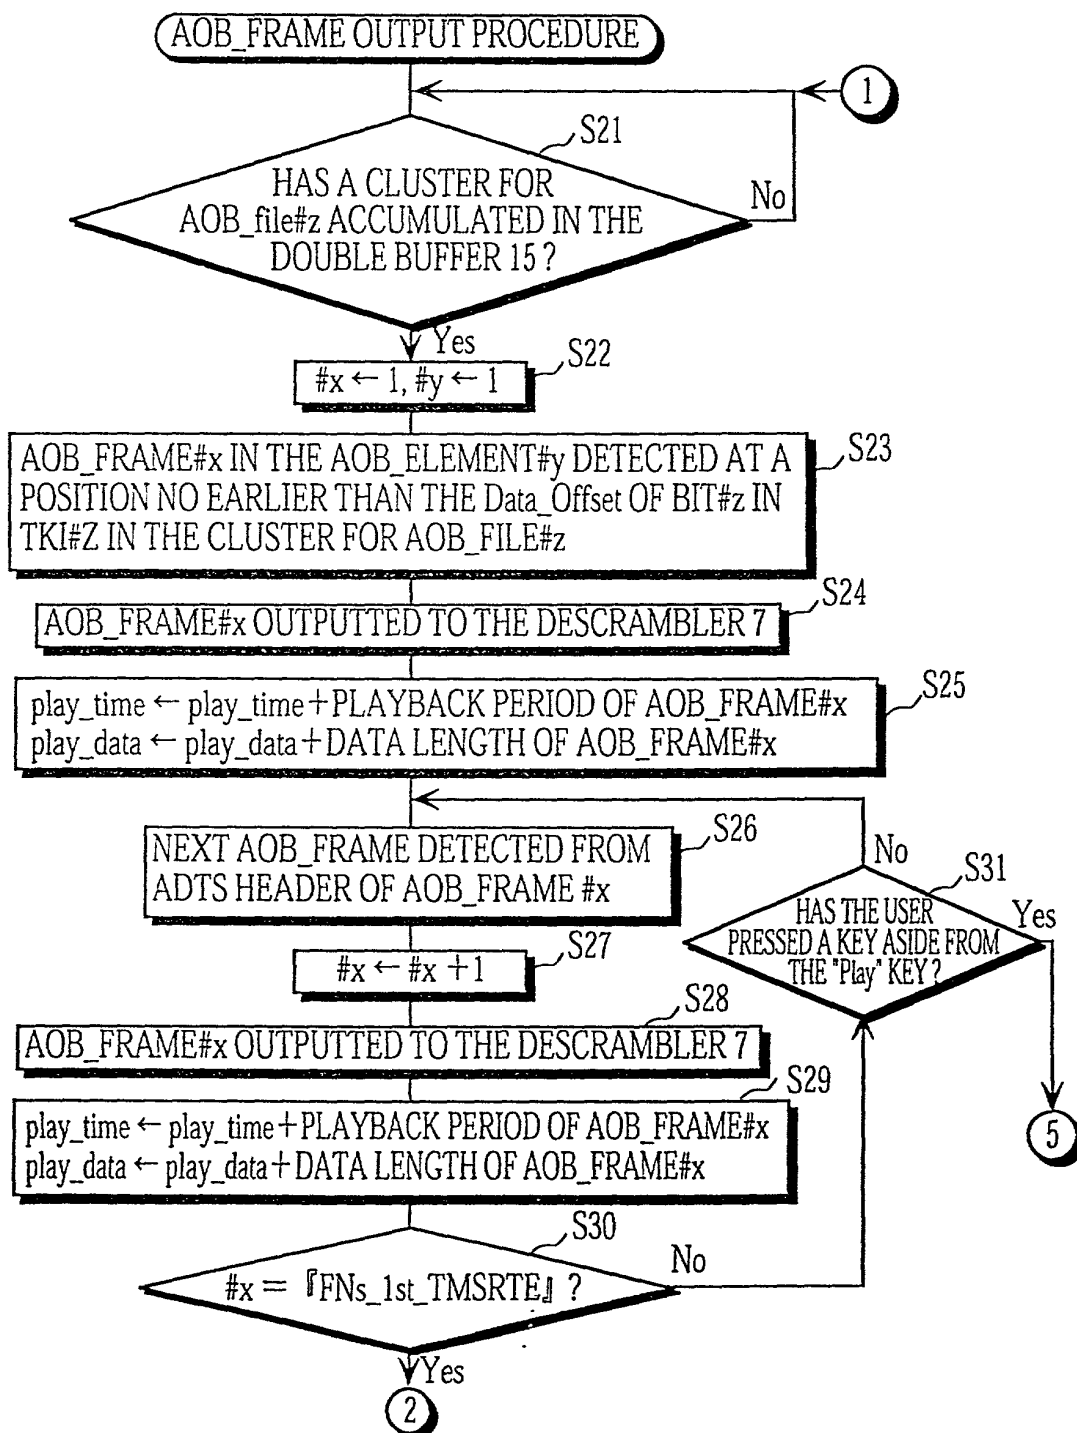 AOB_FRAME OUTPUT PROCEDURE
1
S21
HAS A CLUSTER FOR
AOB_file#z ACCUMULATED IN THE
DOUBLE BUFFER 15?
No
Yes
S22
#x ← 1, #y ← 1
S23
AOB_FRAME#x IN THE AOB_ELEMENT#y DETECTED AT A
POSITION NO EARLIER THAN THE Data_Offset OF BIT#z IN
TKI#Z IN THE CLUSTER FOR AOB_FILE#z
S24
AOB_FRAME#x OUTPUTTED TO THE DESCRAMBLER 7
S25
play_time ← play_time+PLAYBACK PERIOD OF AOB_FRAME#x
play_data ← play_data+DATA LENGTH OF AOB_FRAME#x
S26
NEXT AOB_FRAME DETECTED FROM
ADTS HEADER OF AOB_FRAME #x
No
S31
HAS THE USER
PRESSED A KEY ASIDE FROM
THE "Play" KEY?
Yes
S27
#x ← #x +1
S28
AOB_FRAME#x OUTPUTTED TO THE DESCRAMBLER 7
S29
play_time ← play_time+PLAYBACK PERIOD OF AOB_FRAME#x
play_data ← play_data+DATA LENGTH OF AOB_FRAME#x
5
S30
#x = 『FNs_1st_TMSRTE』?
No
Yes
2